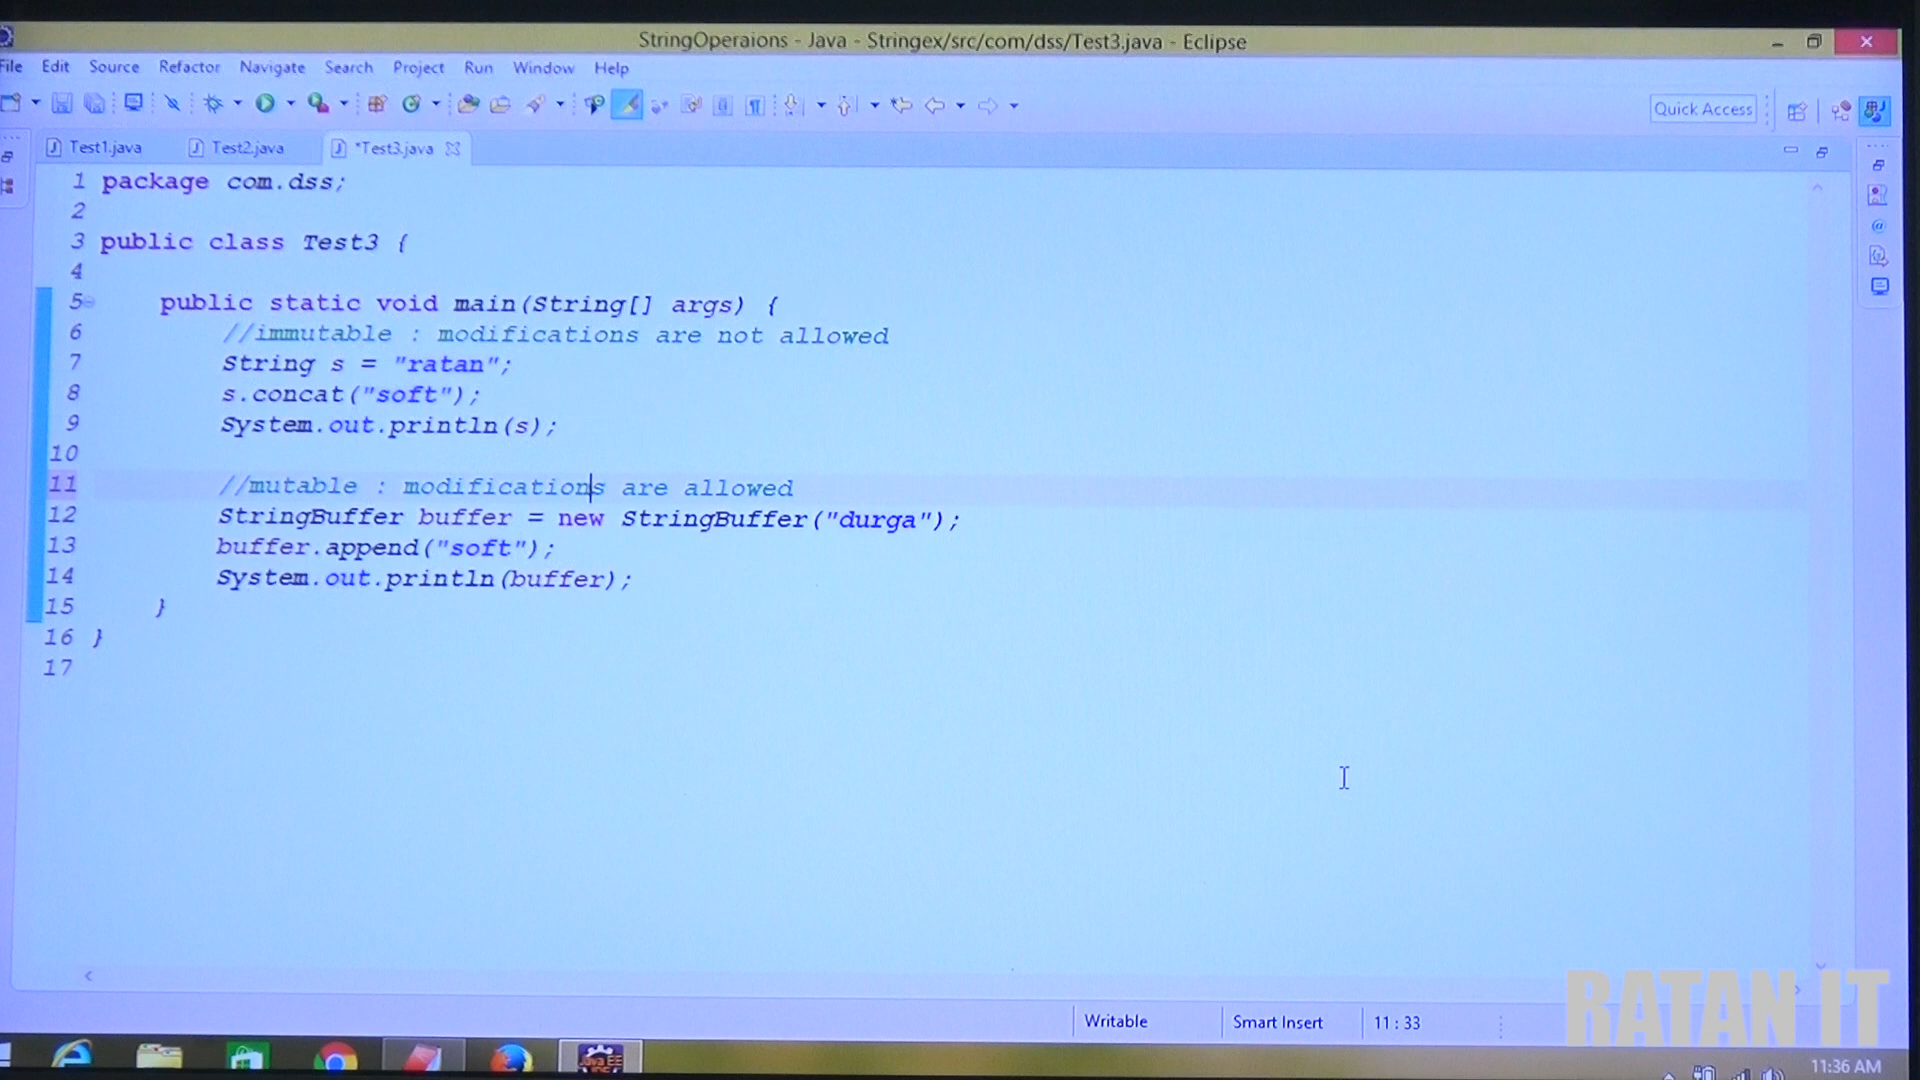 StringOperaions - Java - Stringex/src/com/dss/Test3.java - Eclipse
File Edit Source Refactor Navigate Search Project Run Window Help
Quick Access
Test1.java Test2.java *Test3.java
1 package com.dss;
2
3 public class Test3 {
4
5 public static void main(String[] args) {
6 //immutable : modifications are not allowed
7 String s = "ratan";
8 s.concat("soft");
9 System.out.println(s);
10
11 //mutable : modifications are allowed
12 StringBuffer buffer = new StringBuffer("durga");
13 buffer.append("soft");
14 System.out.println(buffer);
15 }
16 }
17
Writable Smart Insert 11 : 33
RATAN IT
Java EE
IDE
11:36 AM